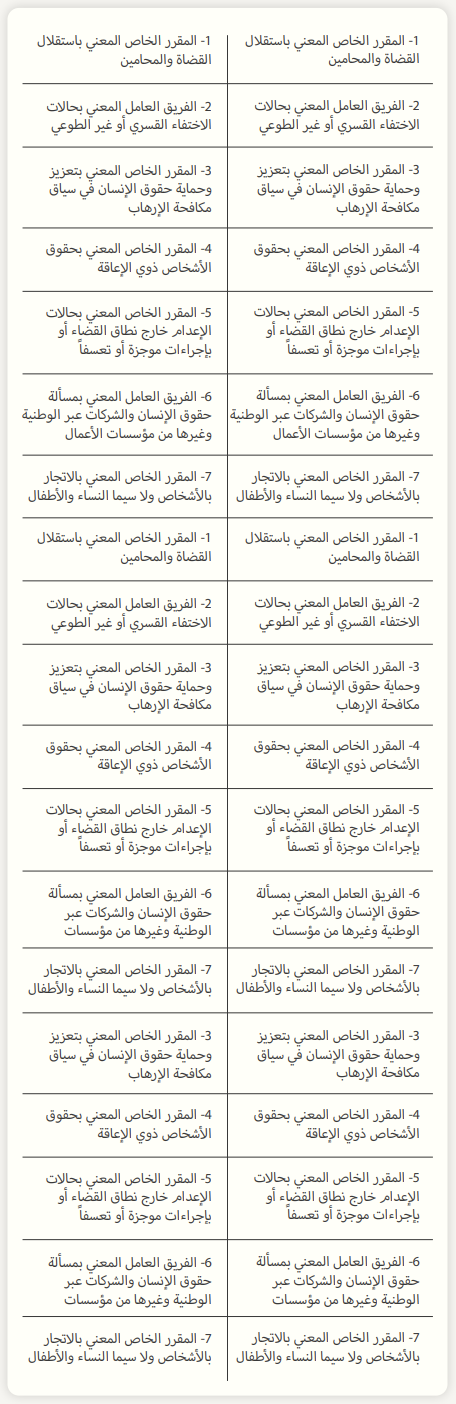 1- المقرر الخاص المعني باستقلال
القضاة والمحامين
1- المقرر الخاص المعني باستقلال
القضاة والمحامين
2- الفريق العامل المعني بحالات
الاختفاء القسري أو غير الطوعي
2- الفريق العامل المعني بحالات
الاختفاء القسري أو غير الطوعي
3- المقرر الخاص المعني بتعزيز
وحماية حقوق الإنسان في سياق
مكافحة الإرهاب
3- المقرر الخاص المعني بتعزيز
وحماية حقوق الإنسان في سياق
مكافحة الإرهاب
4- المقرر الخاص المعني بحقوق
الأشخاص ذوي الإعاقة
4- المقرر الخاص المعني بحقوق
الأشخاص ذوي الإعاقة
5- المقرر الخاص المعني بحالات
الإعدام خارج نطاق القضاء أو
بإجراءات موجزة أو تعسفاً
5- المقرر الخاص المعني بحالات
الإعدام خارج نطاق القضاء أو
بإجراءات موجزة أو تعسفاً
6- الفريق العامل المعني بمسألة
حقوق الإنسان والشركات عبر الوطنية
وغيرها من مؤسسات الأعمال
6- الفريق العامل المعني بمسألة
حقوق الإنسان والشركات عبر الوطنية
وغيرها من مؤسسات الأعمال
7- المقرر الخاص المعني بالاتجار
بالأشخاص ولا سيما النساء والأطفال
7- المقرر الخاص المعني بالاتجار
بالأشخاص ولا سيما النساء والأطفال
1- المقرر الخاص المعني باستقلال
القضاة والمحامين
1- المقرر الخاص المعني باستقلال
القضاة والمحامين
2- الفريق العامل المعني بحالات
الاختفاء القسري أو غير الطوعي
2- الفريق العامل المعني بحالات
الاختفاء القسري أو غير الطوعي
3- المقرر الخاص المعني بتعزيز
وحماية حقوق الإنسان في سياق
مكافحة الإرهاب
3- المقرر الخاص المعني بتعزيز
وحماية حقوق الإنسان في سياق
مكافحة الإرهاب
4- المقرر الخاص المعني بحقوق
الأشخاص ذوي الإعاقة
4- المقرر الخاص المعني بحقوق
الأشخاص ذوي الإعاقة
5- المقرر الخاص المعني بحالات
الإعدام خارج نطاق القضاء أو
بإجراءات موجزة أو تعسفاً
5- المقرر الخاص المعني بحالات
الإعدام خارج نطاق القضاء أو
بإجراءات موجزة أو تعسفاً
6- الفريق العامل المعني بمسألة
حقوق الإنسان والشركات عبر
الوطنية وغيرها من مؤسسات
6- الفريق العامل المعني بمسألة
حقوق الإنسان والشركات عبر
الوطنية وغيرها من مؤسسات
7- المقرر الخاص المعني بالاتجار
بالأشخاص ولا سيما النساء والأطفال
7- المقرر الخاص المعني بالاتجار
بالأشخاص ولا سيما النساء والأطفال
3- المقرر الخاص المعني بتعزيز
وحماية حقوق الإنسان في سياق
مكافحة الإرهاب
3- المقرر الخاص المعني بتعزيز
وحماية حقوق الإنسان في سياق
مكافحة الإرهاب
4- المقرر الخاص المعني بحقوق
الأشخاص ذوي الإعاقة
4- المقرر الخاص المعني بحقوق
الأشخاص ذوي الإعاقة
5- المقرر الخاص المعني بحالات
الإعدام خارج نطاق القضاء أو
بإجراءات موجزة أو تعسفاً
5- المقرر الخاص المعني بحالات
الإعدام خارج نطاق القضاء أو
بإجراءات موجزة أو تعسفاً
6- الفريق العامل المعني بمسألة
حقوق الإنسان والشركات عبر
الوطنية وغيرها من مؤسسات
6- الفريق العامل المعني بمسألة
حقوق الإنسان والشركات عبر
الوطنية وغيرها من مؤسسات
7- المقرر الخاص المعني بالاتجار
بالأشخاص ولا سيما النساء والأطفال
7- المقرر الخاص المعني بالاتجار
بالأشخاص ولا سيما النساء والأطفال